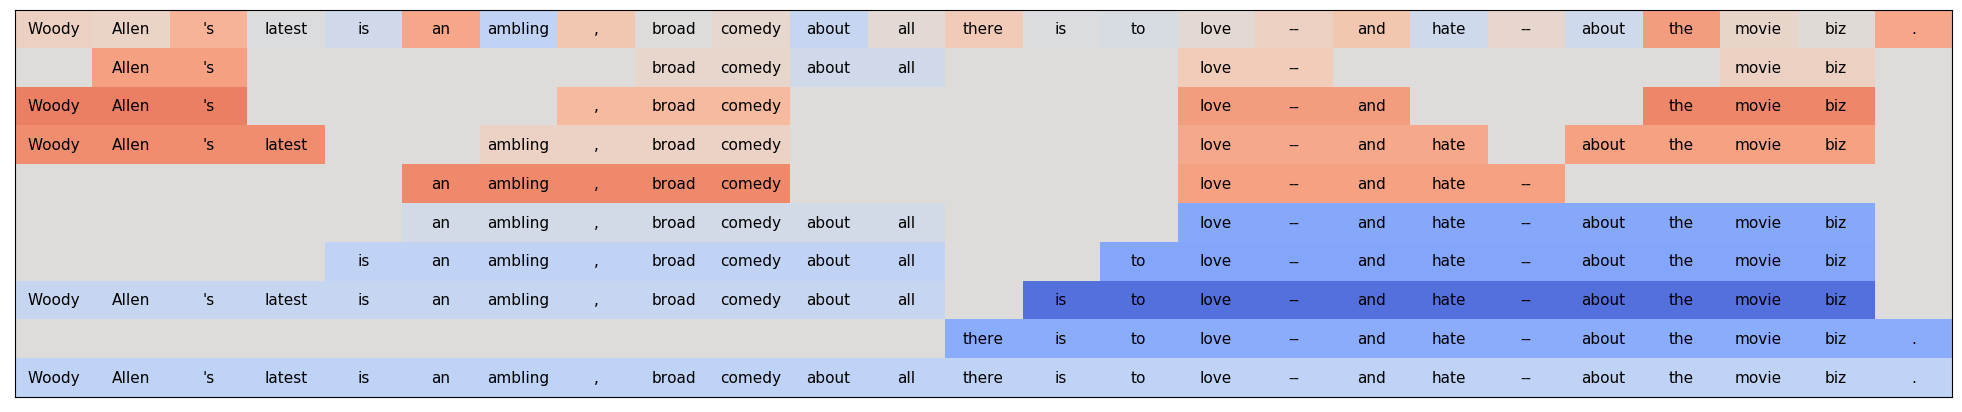 Woody Allen 's latest is an ambling , broad comedy about all there is to love -- and hate -- about the movie biz .
Allen 's broad comedy about all love -- movie biz
Woody Allen 's , broad comedy love -- and the movie biz
Woody Allen 's latest ambling , broad comedy love -- and hate about the movie biz
an ambling , broad comedy love -- and hate --
an ambling , broad comedy about all love -- and hate -- about the movie biz
is an ambling , broad comedy about all to love -- and hate -- about the movie biz
Woody Allen 's latest is an ambling , broad comedy about all is to love -- and hate -- about the movie biz
there is to love -- and hate -- about the movie biz .
Woody Allen 's latest is an ambling , broad comedy about all there is to love -- and hate -- about the movie biz .